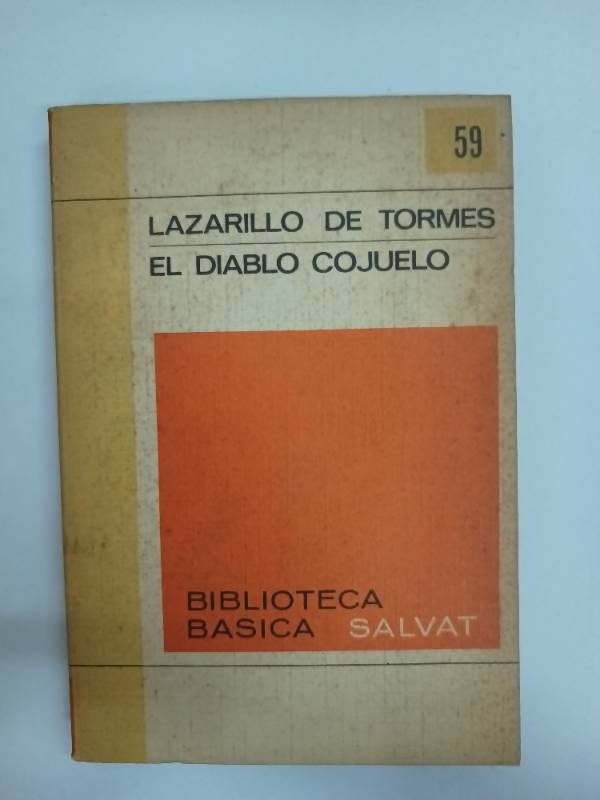 59
LAZARILLO DE TORMES
EL DIABLO COJUELO
BIBLIOTECA
BASICA SALVAT